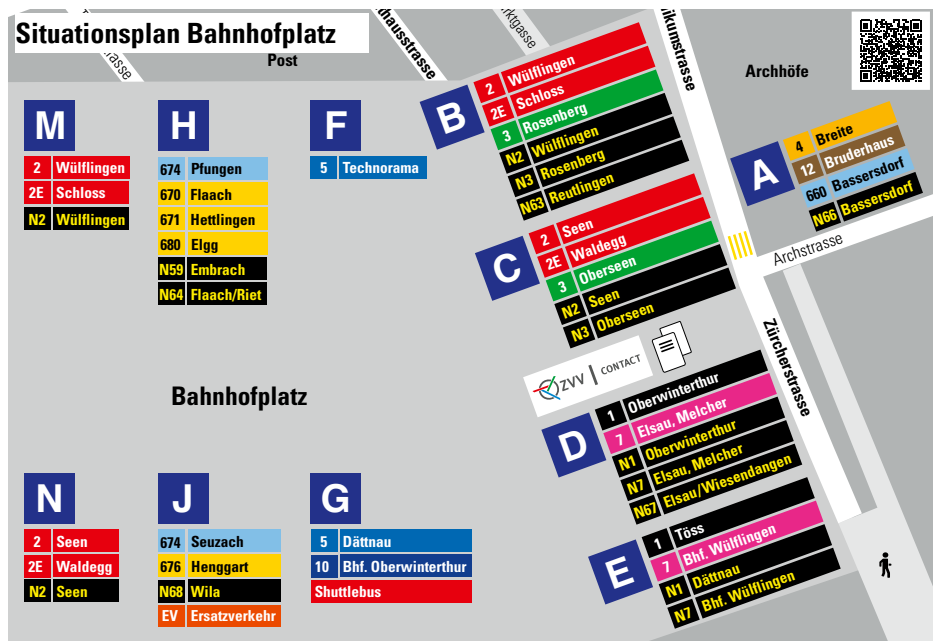 Situationsplan Bahnhofplatz
Post
Archhöfe
M
2 Wülflingen
2E Schloss
N2 Wülflingen
H
674 Pfungen
670 Flaach
671 Hettlingen
680 Elgg
N59 Embrach
N64 Flaach/Riet
F
5 Technorama
B
2 Wülflingen
2E Schloss
3 Rosenberg
N2 Wülflingen
N3 Rosenberg
N63 Reutlingen
A
4 Breite
12 Bruderhaus
660 Bassersdorf
N66 Bassersdorf
Archstrasse
C
2 Seen
2E Waldegg
3 Oberseen
N2 Seen
N3 Oberseen
Zürcherstrasse
ZVV CONTACT
Bahnhofplatz
D
1 Oberwinterthur
7 Elsau, Melcher
N1 Oberwinterthur
N7 Elsau, Melcher
N67 Elsau/Wiesendangen
N
2 Seen
2E Waldegg
N2 Seen
J
674 Seuzach
676 Henggart
N68 Wila
EV Ersatzverkehr
G
5 Dättnau
10 Bhf. Oberwinterthur
Shuttlebus
E
1 Töss
7 Bhf. Wülflingen
N1 Dättnau
N7 Bhf. Wülflingen